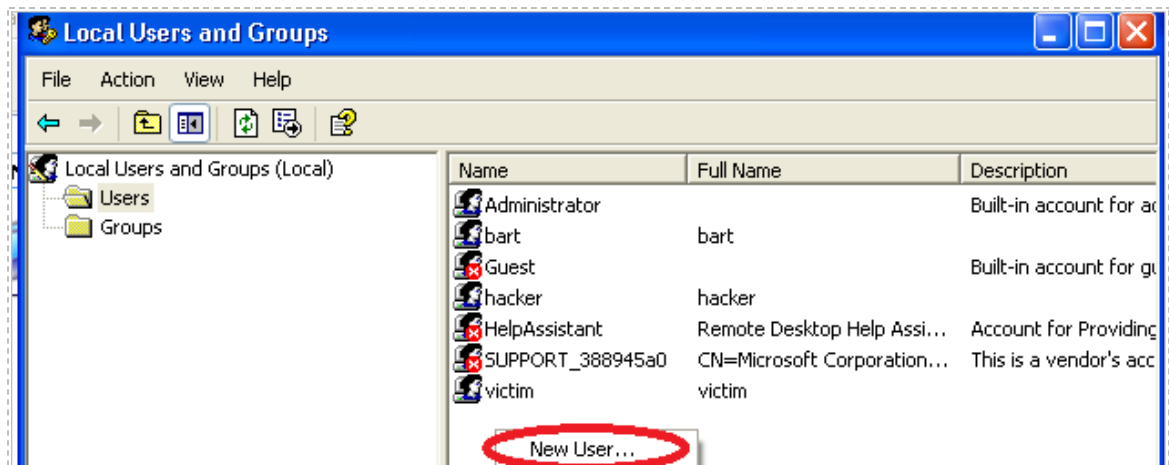 Local Users and Groups
File Action View Help
Local Users and Groups (Local)
Users
Groups
Name Full Name Description
Administrator Built-in account for ad
bart bart
Guest Built-in account for gu
hacker hacker
HelpAssistant Remote Desktop Help Assi... Account for Providing
SUPPORT_388945a0 CN=Microsoft Corporation... This is a vendor's acc
victim victim
New User...